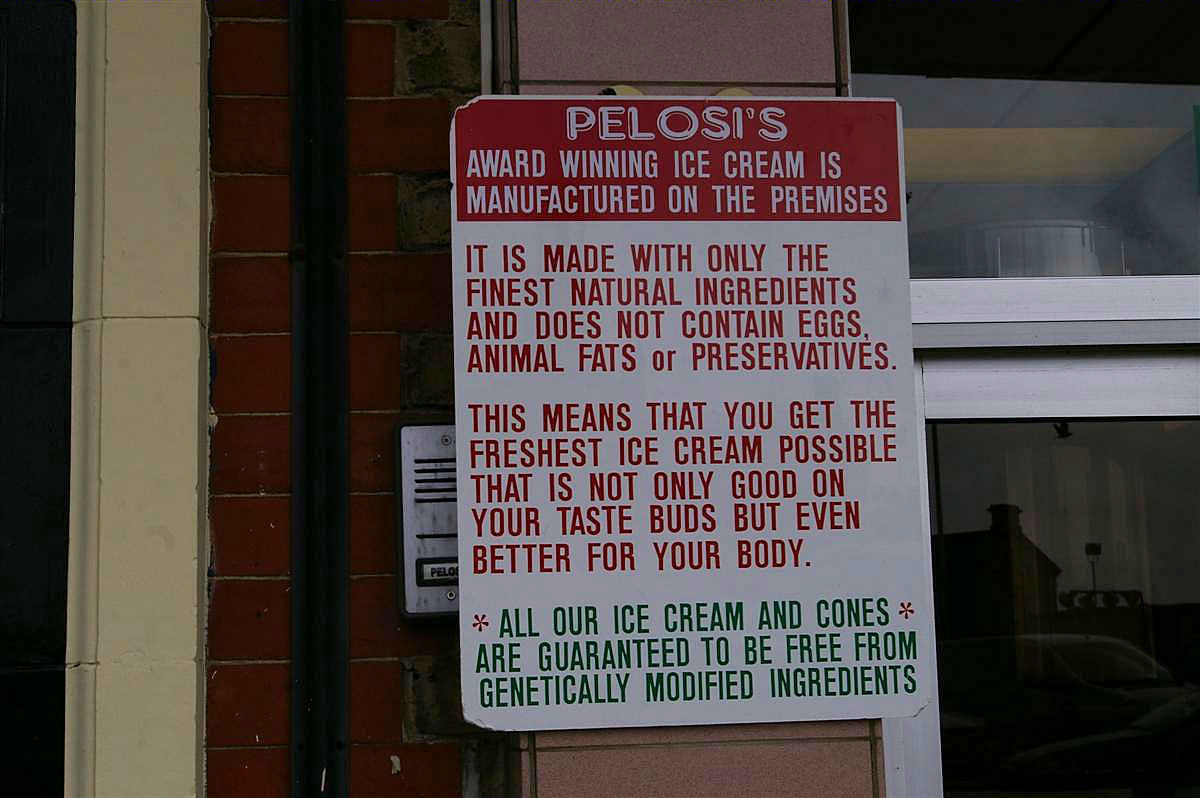 PELOSI'S
AWARD WINNING ICE CREAM IS
MANUFACTURED ON THE PREMISES
IT IS MADE WITH ONLY THE
FINEST NATURAL INGREDIENTS
AND DOES NOT CONTAIN EGGS,
ANIMAL FATS or PRESERVATIVES.
THIS MEANS THAT YOU GET THE
FRESHEST ICE CREAM POSSIBLE
THAT IS NOT ONLY GOOD ON
YOUR TASTE BUDS BUT EVEN
BETTER FOR YOUR BODY.
* ALL OUR ICE CREAM AND CONES *
ARE GUARANTEED TO BE FREE FROM
GENETICALLY MODIFIED INGREDIENTS